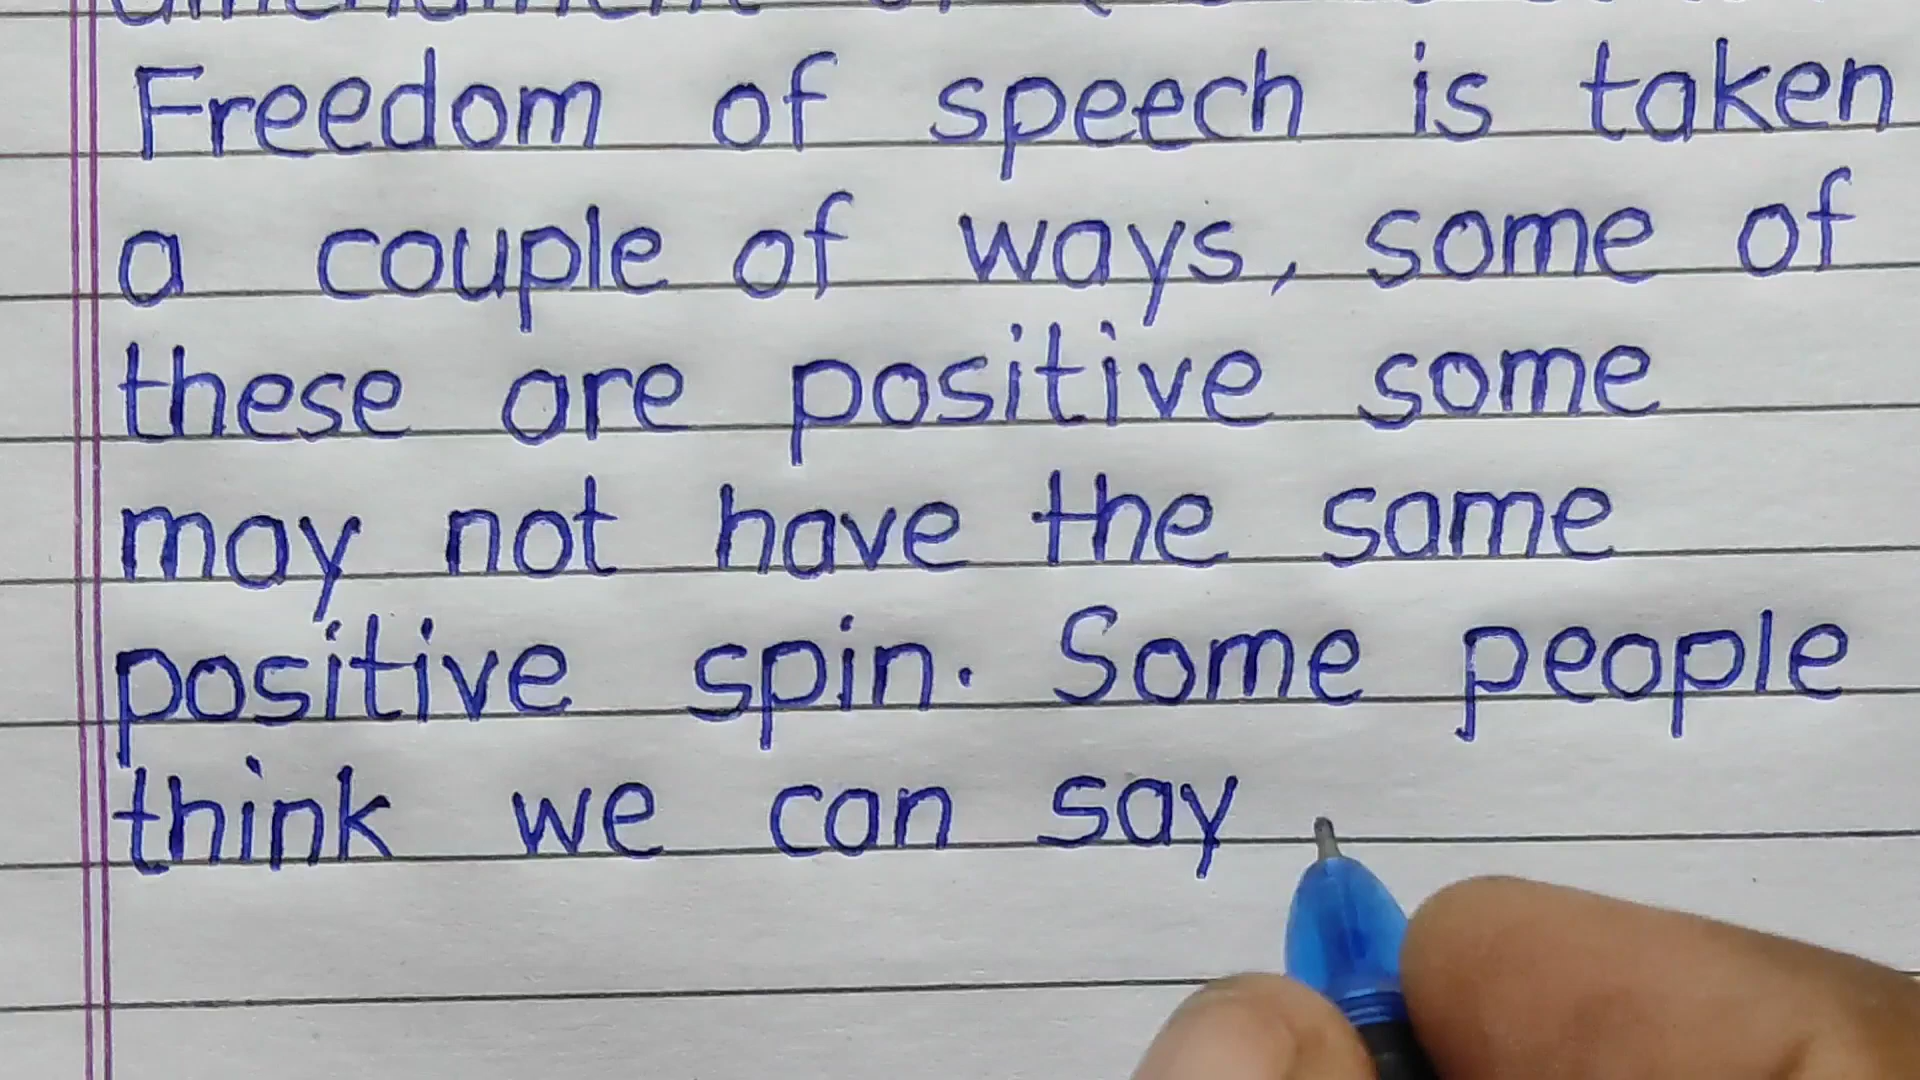 Freedom of speech is taken
a couple of ways, some of
these are positive some
may not have the same
positive spin. Some people
think we can say